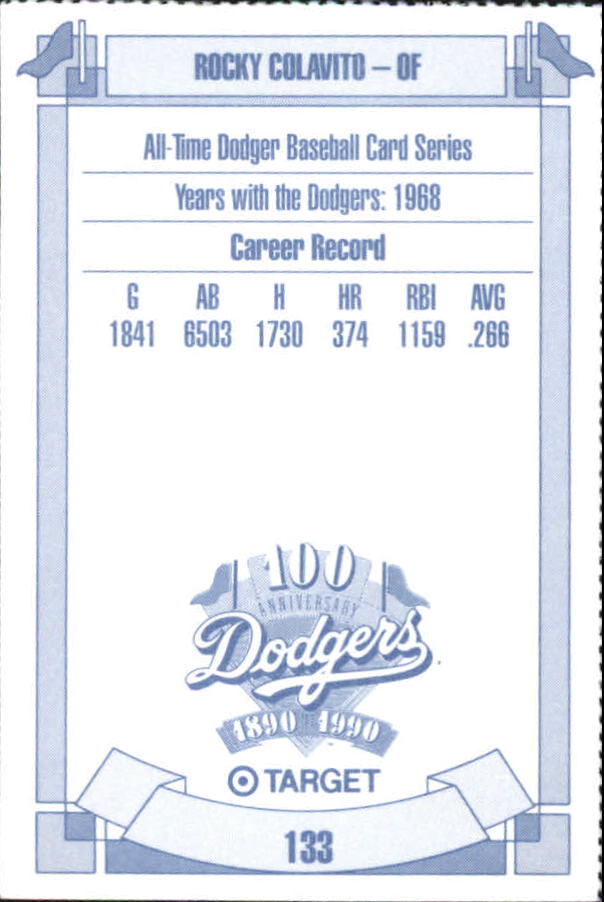 ROCKY COLAVITO – OF
All-Time Dodger Baseball Card Series
Years with the Dodgers: 1968
Career Record
G AB H HR RBI AVG
1841 6503 1730 374 1159 .266
100
ANNIVERSARY
Dodgers
1890 1990
TARGET
133